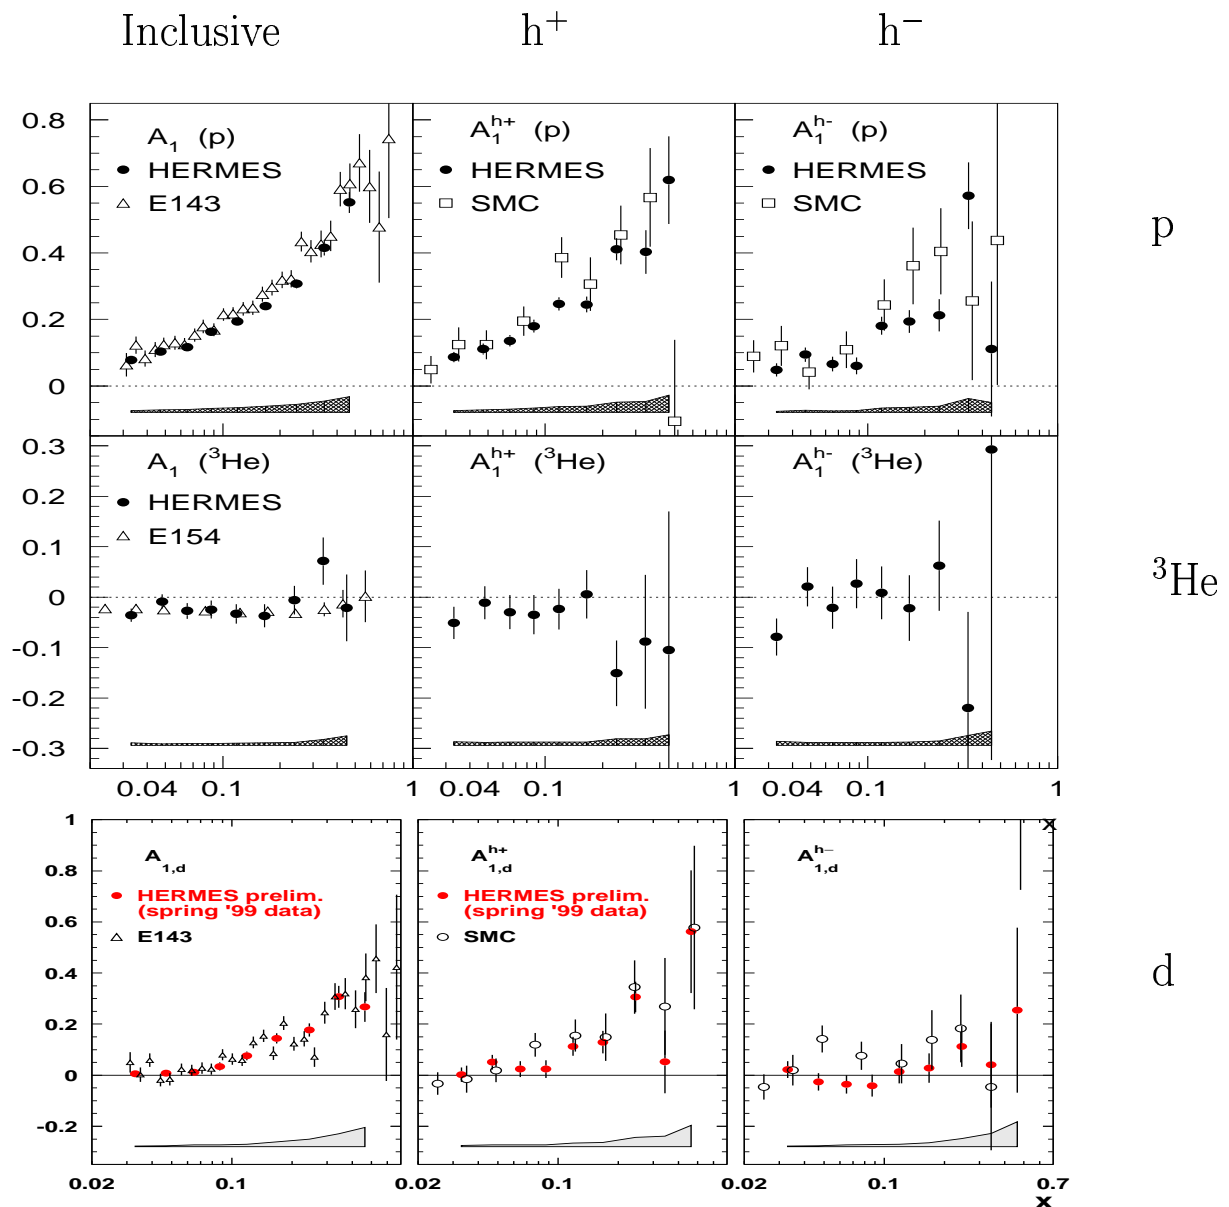 Inclusive h⁺ h⁻
A₁ (p)
HERMES
E143
A₁ʰ⁺ (p)
HERMES
SMC
A₁ʰ⁻ (p)
HERMES
SMC
p
0.8
0.6
0.4
0.2
0
A₁ (³He)
HERMES
E154
A₁ʰ⁺ (³He)
A₁ʰ⁻ (³He)
³He
0.3
0.2
0.1
0
-0.1
-0.2
-0.3
0.04 0.1 1 0.04 0.1 1 0.04 0.1 1
x
A₁,d
HERMES prelim.
(spring '99 data)
E143
A₁,dʰ⁺
HERMES prelim.
(spring '99 data)
SMC
A₁,dʰ⁻
d
1
0.8
0.6
0.4
0.2
0
-0.2
0.02 0.1 0.02 0.1 0.02 0.1 0.7
x